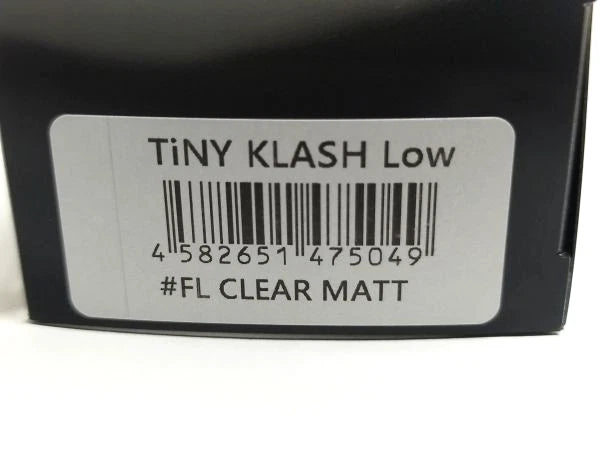 TiNY KLASH Low
4 582651 475049
#FL CLEAR MATT